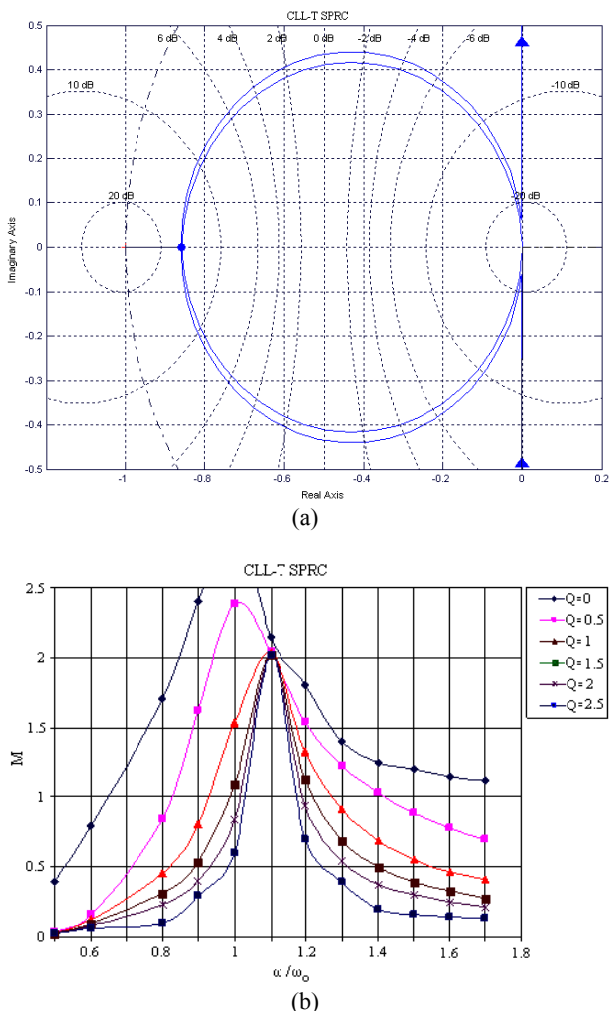 CLL-T SPRC
0.5
6 dB 4 dB 2 dB 0 dB -2 dB -4 dB -6 dB
0.4
10 dB -10 dB
0.3
0.2
20 dB -20 dB
0.1
0
-0.1
-0.2
-0.3
-0.4
-0.5
-1 -0.8 -0.6 -0.4 -0.2 0 0.2
Imaginary Axis
Real Axis
(a)
CLL-T SPRC
2.5
2
1.5
1
0.5
0
M
0.6 0.8 1 1.2 1.4 1.6 1.8
α/ω₀
Q=0
Q=0.5
Q=1
Q=1.5
Q=2
Q=2.5
(b)